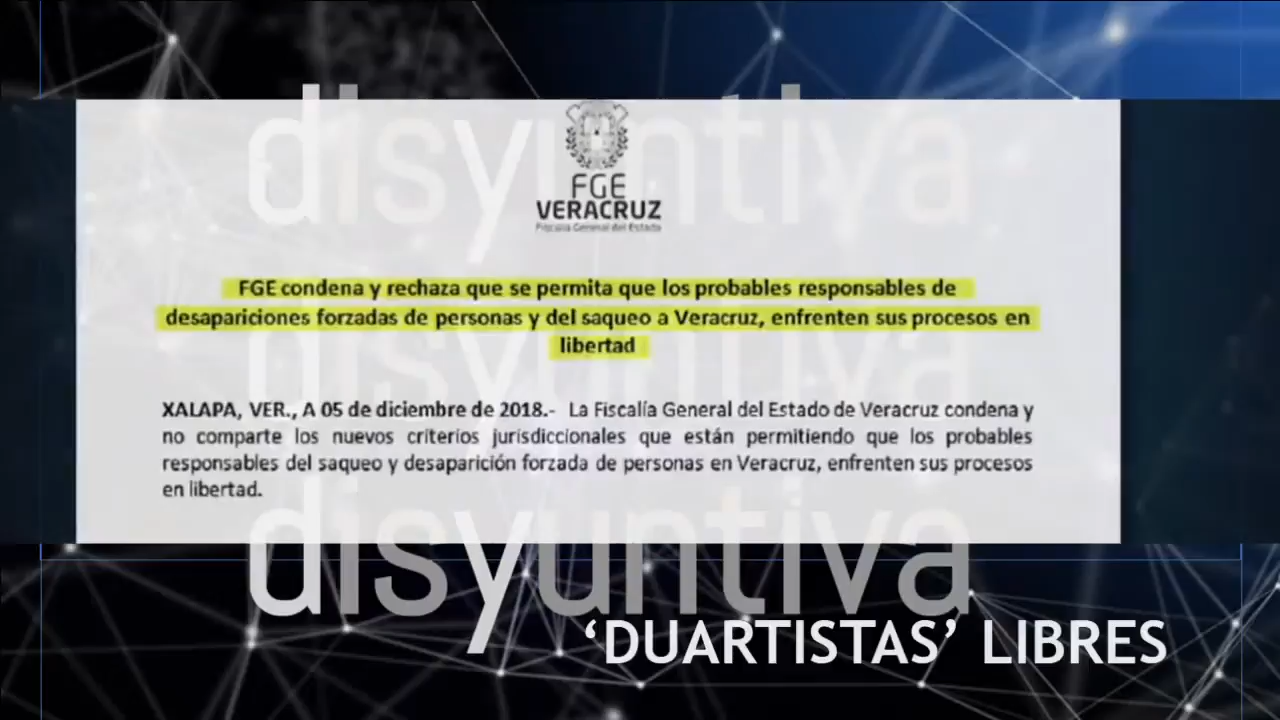 disyuntiva
FGE
VERACRUZ
Fiscalía General del Estado
FGE condena y rechaza que se permita que los probables responsables de
desapariciones forzadas de personas y del saqueo a Veracruz, enfrenten sus procesos en
libertad
disyuntiva
XALAPA, VER., A 05 de diciembre de 2018.- La Fiscalía General del Estado de Veracruz condena y
no comparte los nuevos criterios jurisdiccionales que están permitiendo que los probables
responsables del saqueo y desaparición forzada de personas en Veracruz, enfrenten sus procesos
en libertad.
disyuntiva
‘DUARTISTAS’ LIBRES